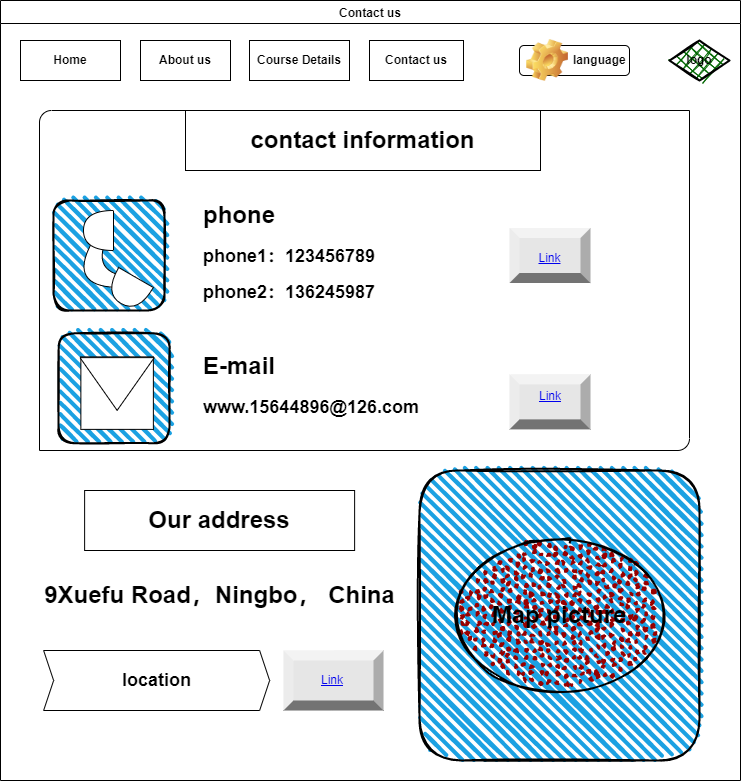 Contact us
Home
About us
Course Details
Contact us
language
logo
contact information
phone
phone1：123456789
Link
phone2：136245987
E-mail
Link
www.15644896@126.com
Our address
9Xuefu Road，Ningbo， China
Map picture
location
Link